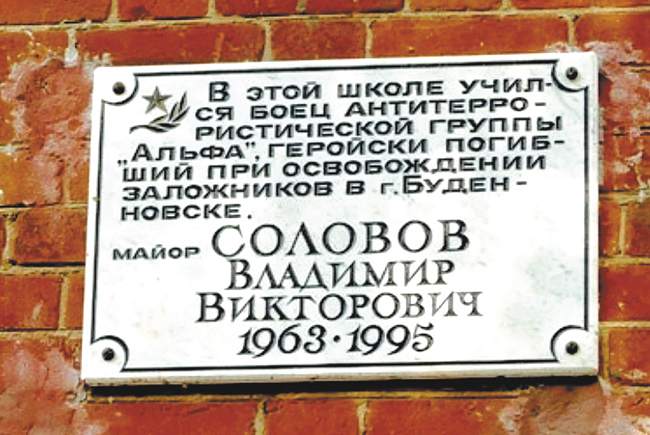 В ЭТОЙ ШКОЛЕ УЧИЛ-
СЯ БОЕЦ АНТИТЕРРО-
РИСТИЧЕСКОЙ ГРУППЫ
„АЛЬФА", ГЕРОЙСКИ ПОГИБ-
ШИЙ ПРИ ОСВОБОЖДЕНИИ
ЗАЛОЖНИКОВ В г. БУДЕН-
НОВСКЕ.
МАЙОР СОЛОВОВ
ВЛАДИМИР
ВИКТОРОВИЧ
1963·1995